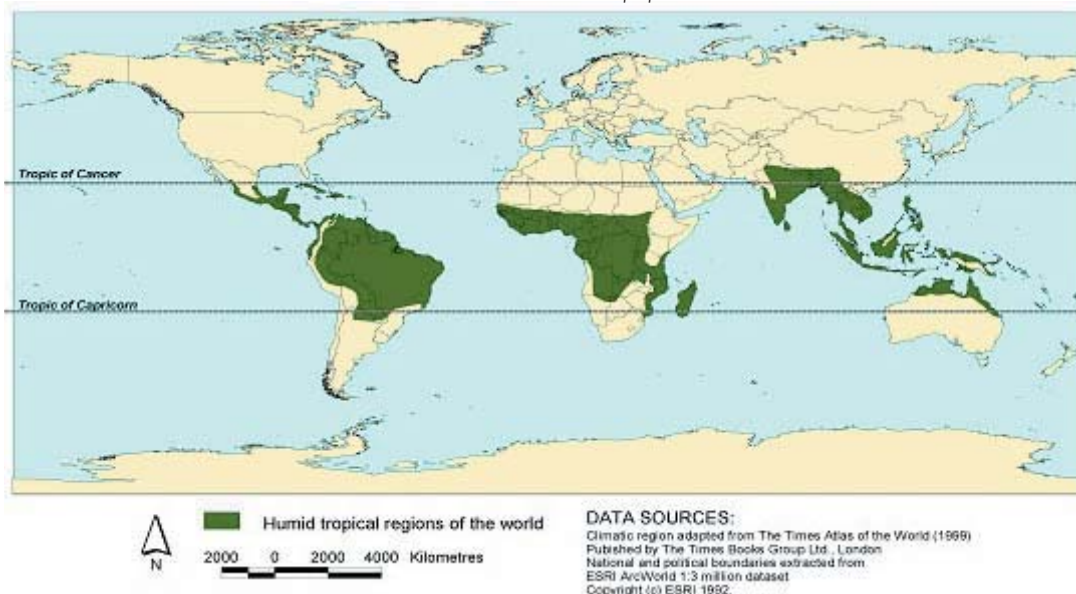 Tropic of Cancer
Tropic of Capricorn
Humid tropical regions of the world
2000 0 2000 4000 Kilometres
N
DATA SOURCES:
Climatic region adapted from The Times Atlas of the World (1999)
Published by The Times Books Group Ltd., London
National and political boundaries extracted from
ESRI ArcWorld 1:3 million dataset
Copyright (c) ESRI 1992.